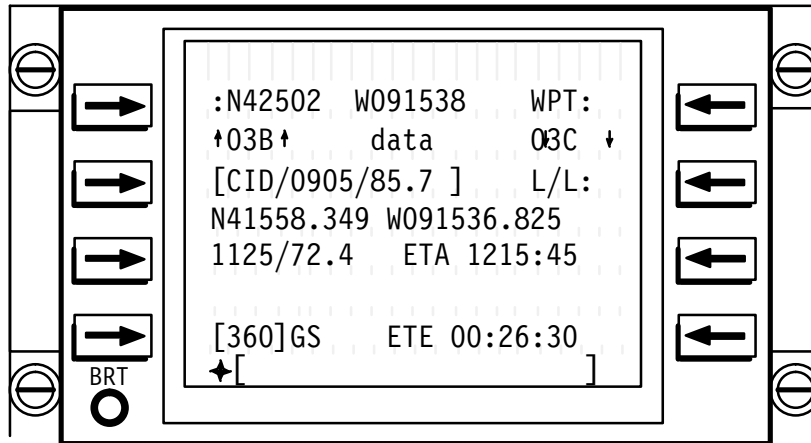 :N42502 W091538 WPT:
↑03B↑ data 03C ↓
[CID/0905/85.7 ] L/L:
N41558.349 W091536.825
1125/72.4 ETA 1215:45
[360]GS ETE 00:26:30
[ ]
BRT